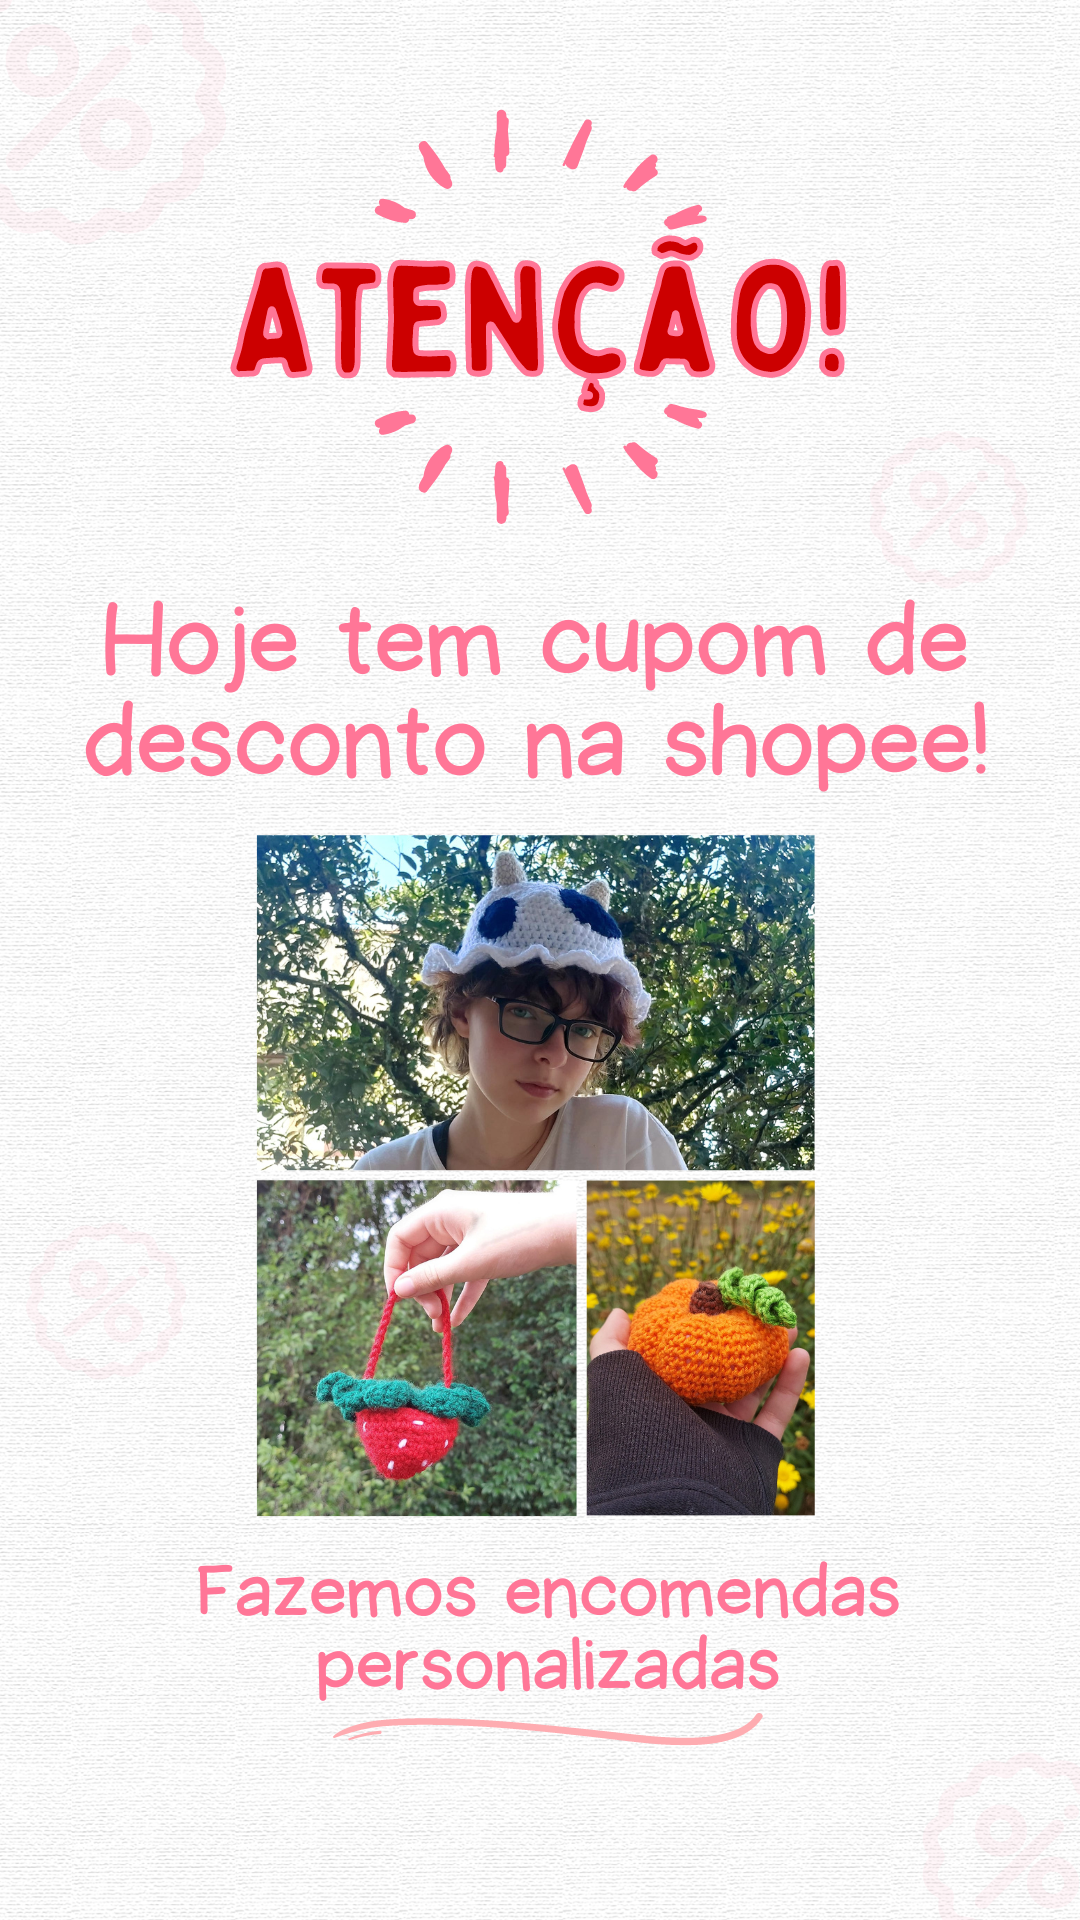 ATENÇÃO!
Hoje tem cupom de
desconto na shopee!
Fazemos encomendas
personalizadas